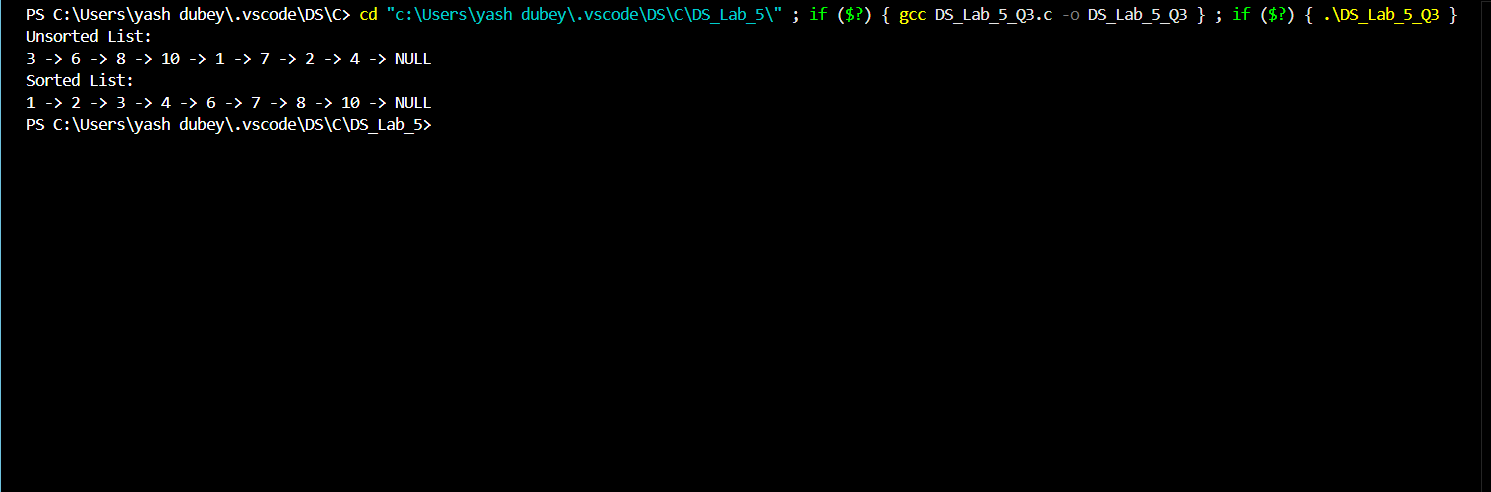 PS C:\Users\yash dubey\.vscode\DS\C> cd "c:\Users\yash dubey\.vscode\DS\C\DS_Lab_5\" ; if ($?) { gcc DS_Lab_5_Q3.c -o DS_Lab_5_Q3 } ; if ($?) { .\DS_Lab_5_Q3 }
Unsorted List:
3 -> 6 -> 8 -> 10 -> 1 -> 7 -> 2 -> 4 -> NULL
Sorted List:
1 -> 2 -> 3 -> 4 -> 6 -> 7 -> 8 -> 10 -> NULL
PS C:\Users\yash dubey\.vscode\DS\C\DS_Lab_5>